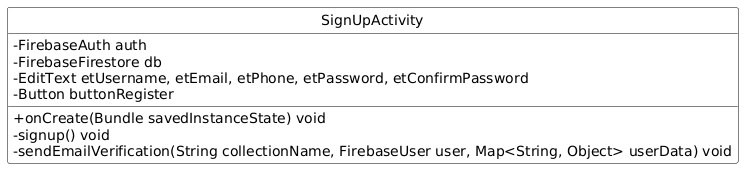 SignUpActivity
-FirebaseAuth auth
-FirebaseFirestore db
-EditText etUsername, etEmail, etPhone, etPassword, etConfirmPassword
-Button buttonRegister
+onCreate(Bundle savedInstanceState) void
-signup() void
-sendEmailVerification(String collectionName, FirebaseUser user, Map<String, Object> userData) void